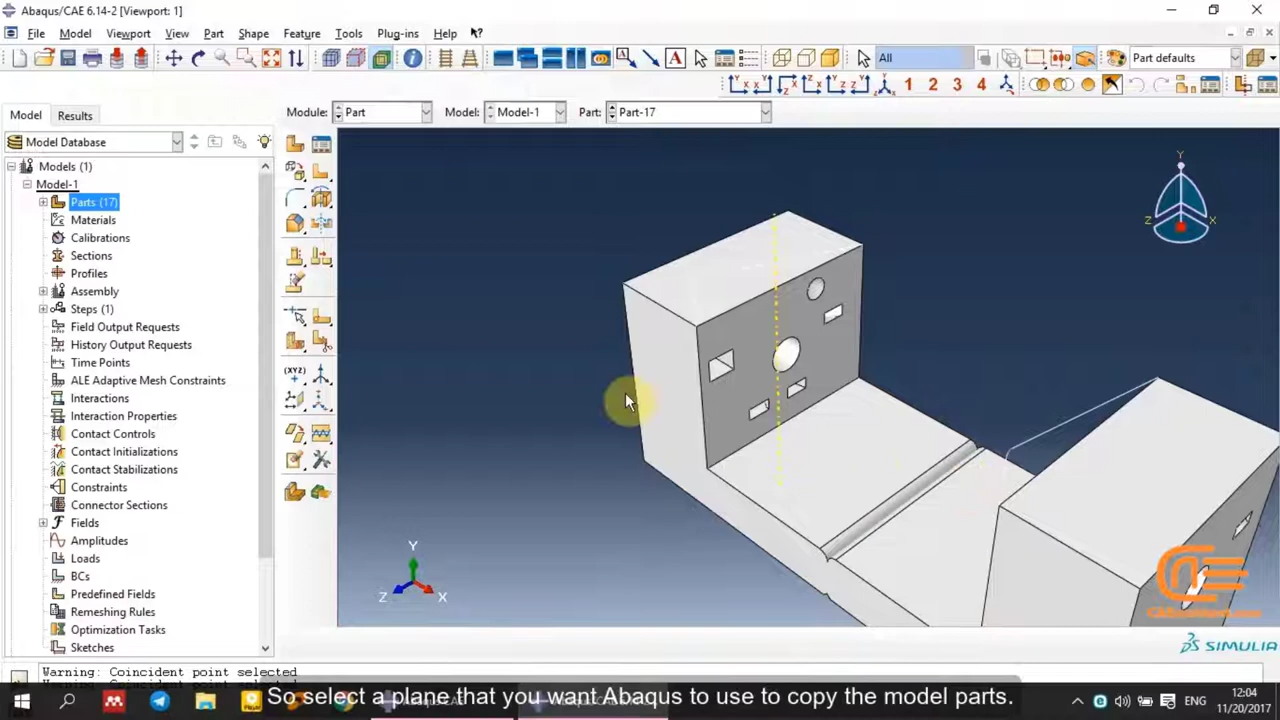 Abaqus/CAE 6.14-2 [Viewport: 1]
File Model Viewport View Part Shape Feature Tools Plug-ins Help
All Part defaults
1 2 3 4
Model Results
Module: Part Model: Model-1 Part: Part-17
Model Database
Models (1)
Model-1
Parts (17)
Materials
Calibrations
Sections
Profiles
Assembly
Steps (1)
Field Output Requests
History Output Requests
Time Points
ALE Adaptive Mesh Constraints
Interactions
Interaction Properties
Contact Controls
Contact Initializations
Contact Stabilizations
Constraints
Connector Sections
Fields
Amplitudes
Loads
BCs
Predefined Fields
Remeshing Rules
Optimization Tasks
Sketches
(XYZ)
Y
Z X
Y
Z X
SIMULIA
Warning: Coincident point selected
So select a plane that you want Abaqus to use to copy the model parts.
ENG
12:04
11/20/2017